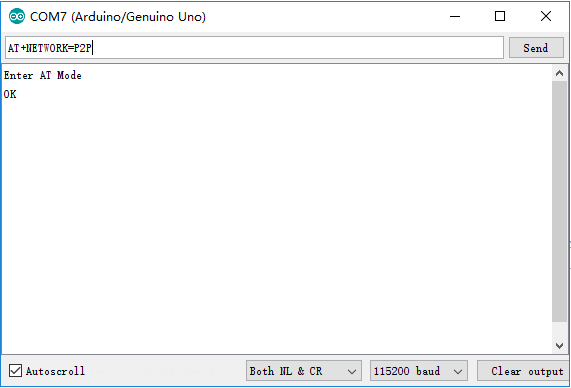 COM7 (Arduino/Genuino Uno)
AT+NETWORK=P2P
Send
Enter AT Mode
OK
Autoscroll
Both NL & CR
115200 baud
Clear output